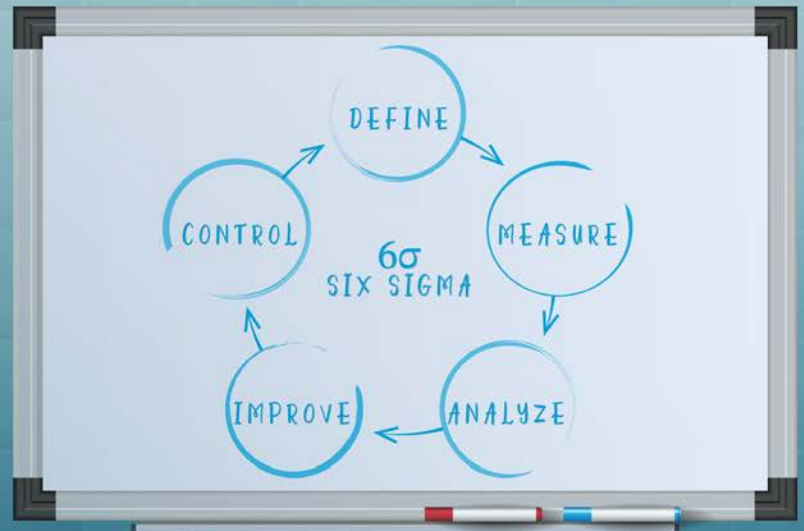 DEFINE
MEASURE
ANALYZE
IMPROVE
CONTROL
6σ
SIX SIGMA